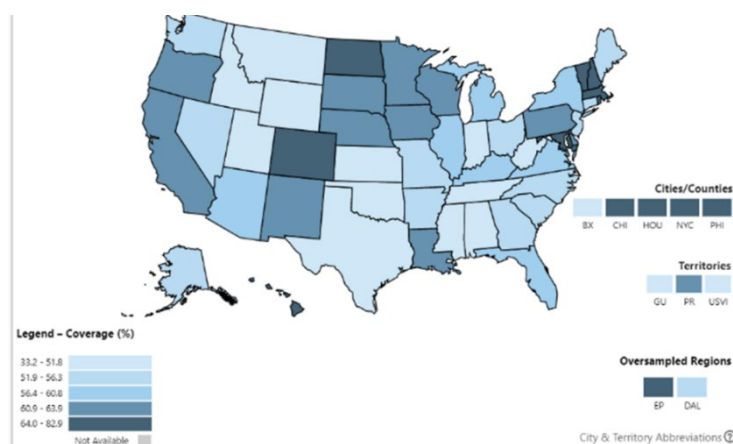 Cities/Counties
BX CHI HOU NYC PHI
Territories
GU PR USVI
Legend – Coverage (%)
33.2 - 51.8
51.9 - 56.3
56.4 - 60.8
60.9 - 63.9
64.0 - 82.9
Not Available
Oversampled Regions
EP DAL
City & Territory Abbreviations ?